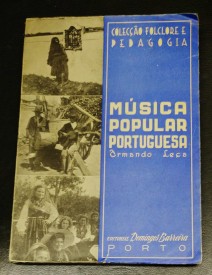 COLECÇÃO FOLCLORE E
PEDAGOGIA
MÚSICA
POPULAR
PORTUGUESA
Armando Leça
EDITORIAL Domingos Barreira
PORTO